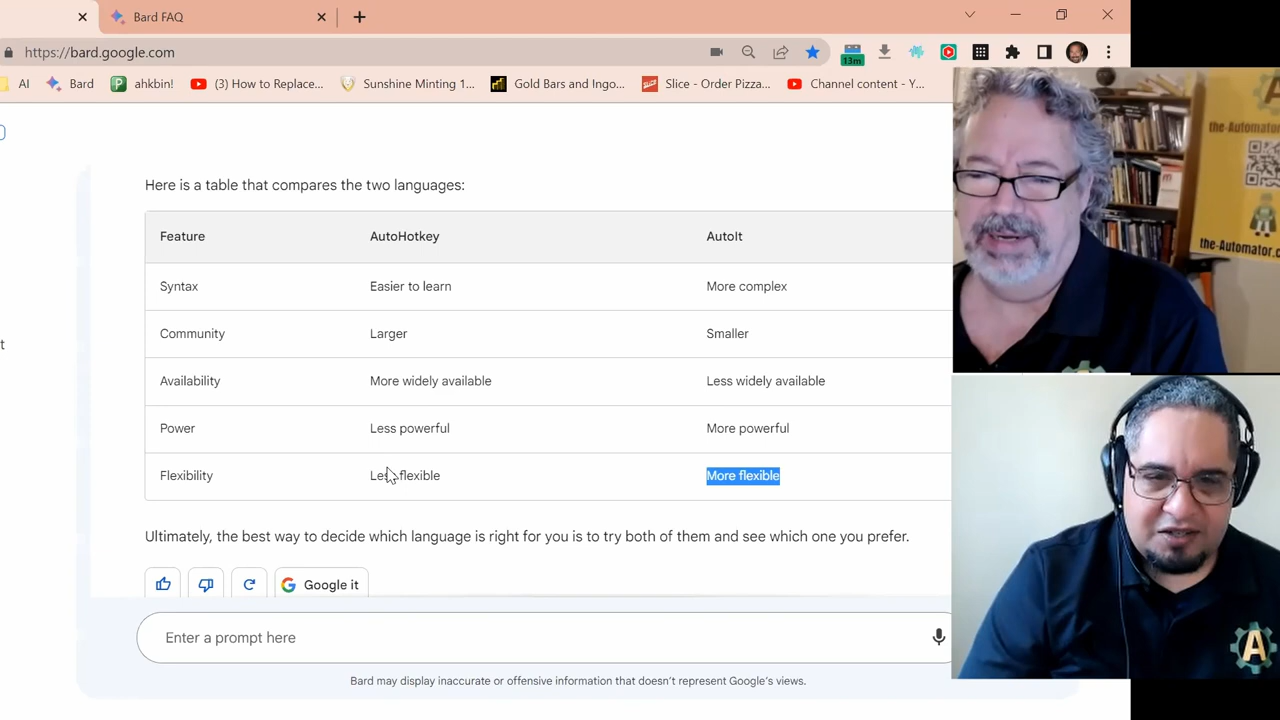 Bard FAQ
https://bard.google.com
13m
AI
Bard
ahkbin!
(3) How to Replace...
Sunshine Minting 1...
Gold Bars and Ingo...
SLICE
Slice - Order Pizza...
Channel content - Y...
the-Automator
the-Automator.c
Here is a table that compares the two languages:
Feature AutoHotkey AutoIt
Syntax Easier to learn More complex
Community Larger Smaller
t
Availability More widely available Less widely available
Power Less powerful More powerful
Flexibility Less flexible More flexible
Ultimately, the best way to decide which language is right for you is to try both of them and see which one you prefer.
Google it
Enter a prompt here
A
Bard may display inaccurate or offensive information that doesn't represent Google's views.